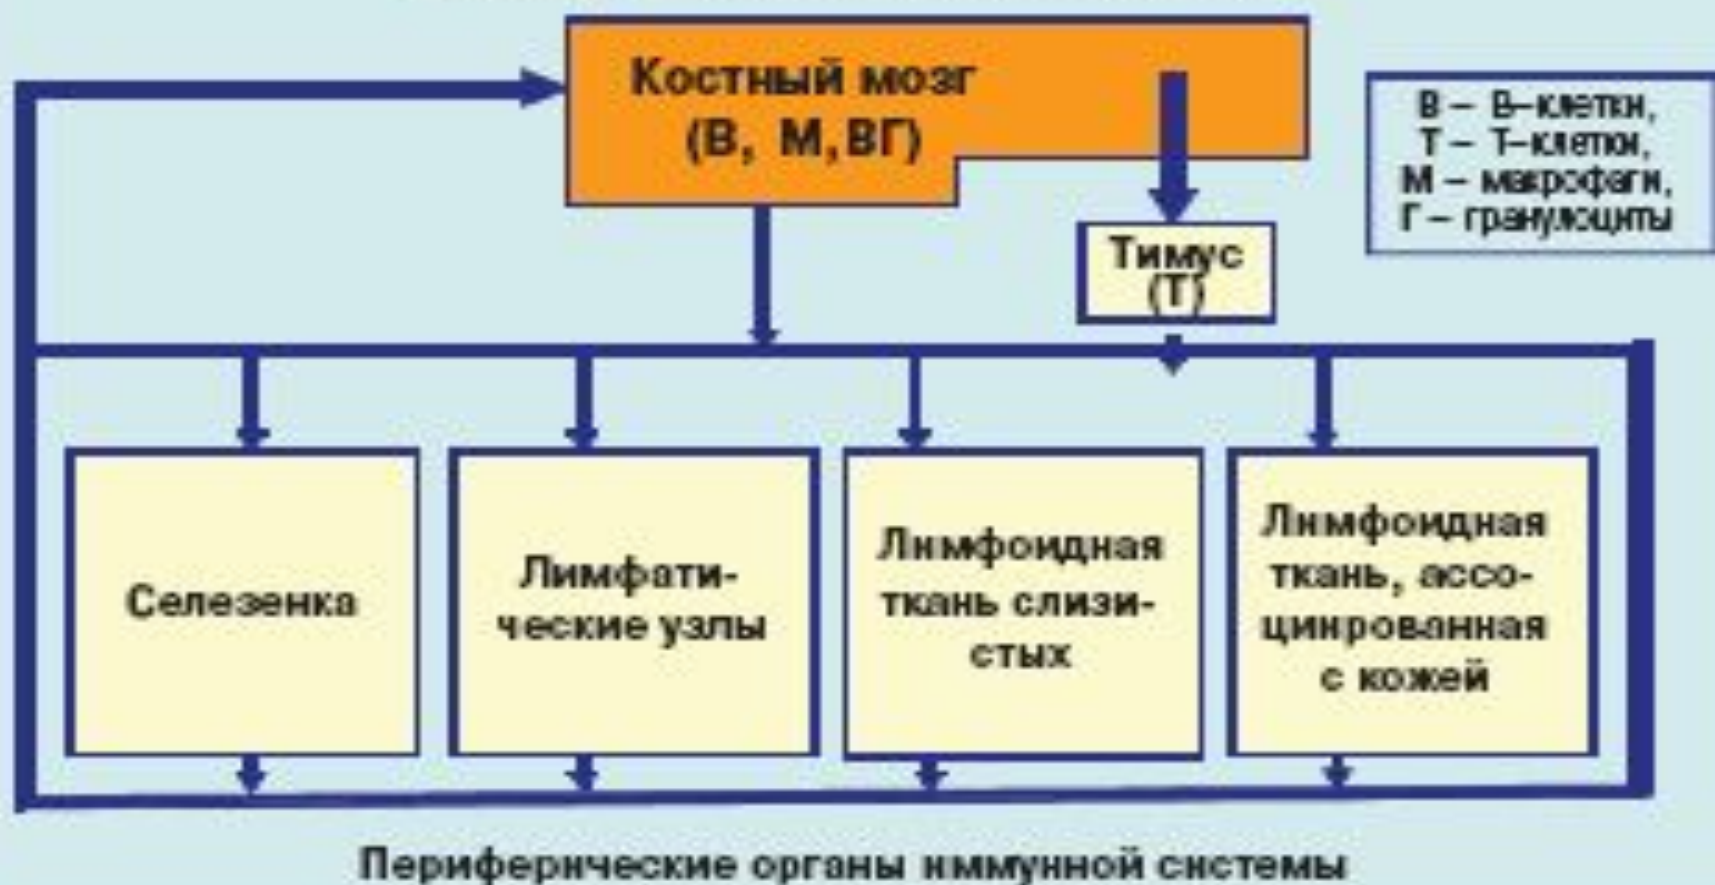 Костный мозг
(В, М,ВГ)
В – В–клетки,
Т – Т–клетки,
М – макрофаги,
Г – гранулоциты
Тимус
(Т)
Селезенка
Лимфати-
ческие узлы
Лимфоидная
ткань слизи-
стых
Лимфоидная
ткань, ассо-
циированная
с кожей
Периферические органы иммунной системы